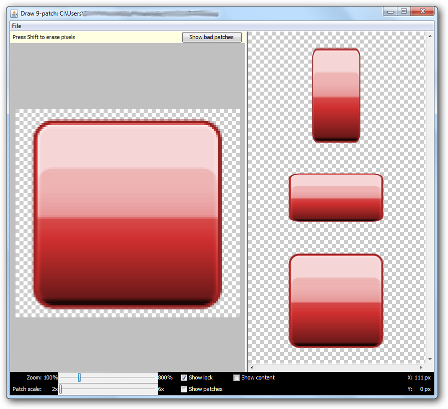 Draw 9-patch: C:\Users\
File
Press Shift to erase pixels
Show bad patches
Zoom: 100% 800% Show lock Show content X: 111 px
Patch scale: 2x 6x Show patches Y: 0 px